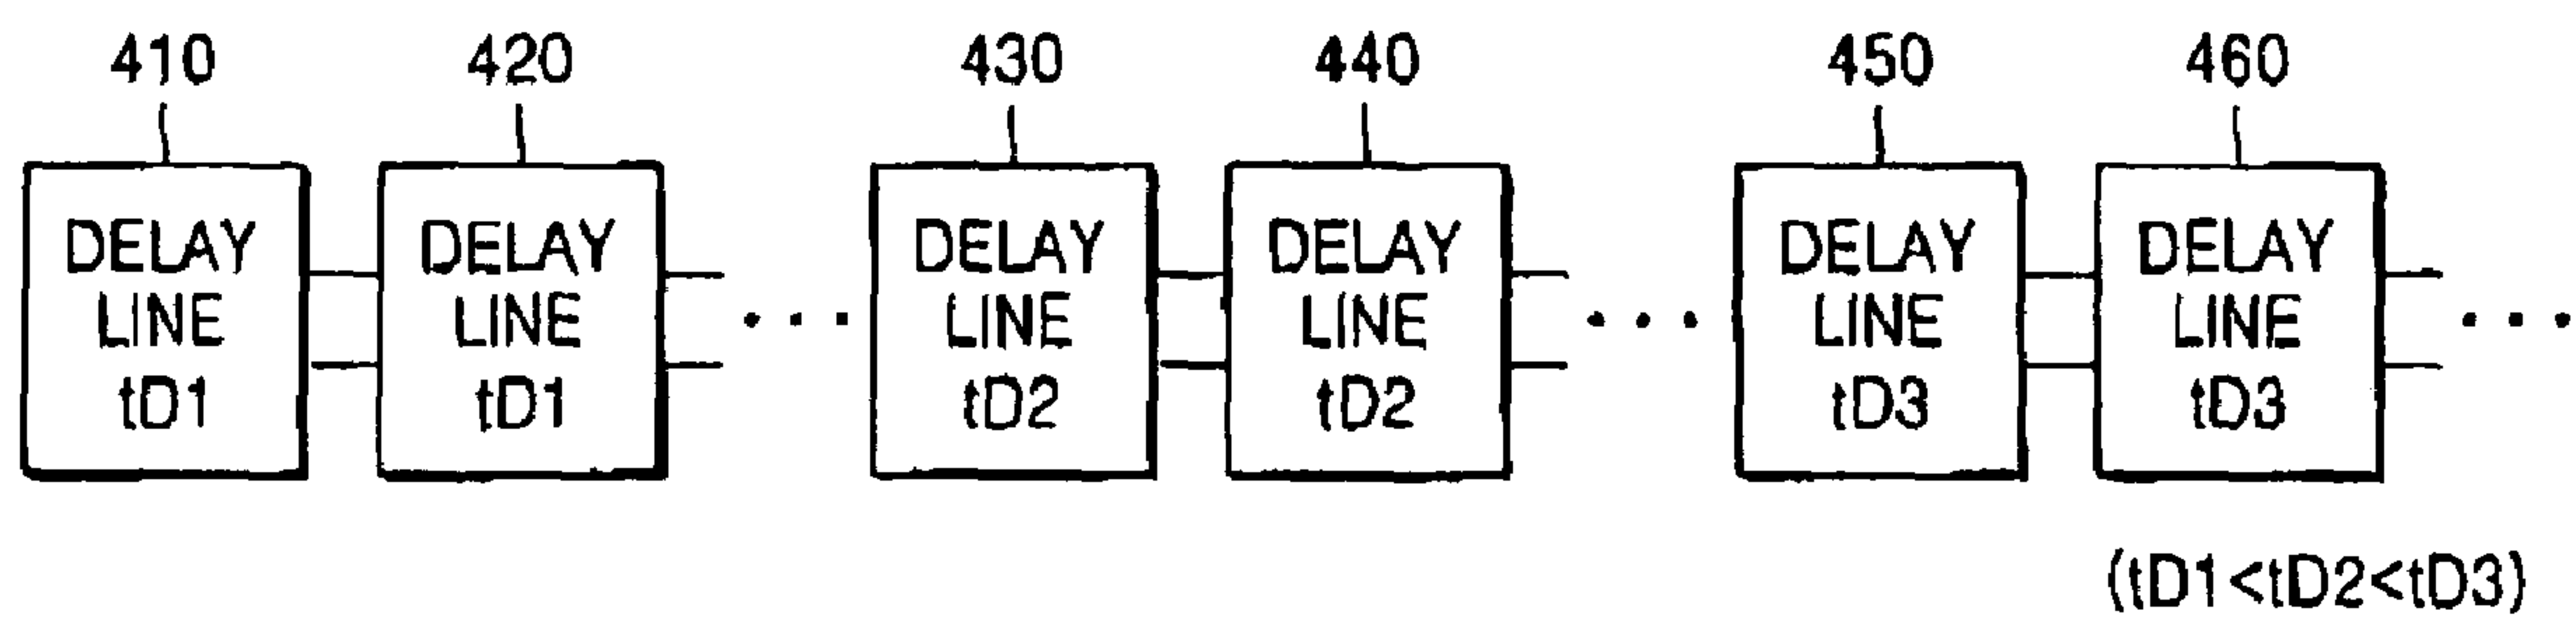 410 420 430 440 450 460
DELAY LINE tD1
DELAY LINE tD1
. . .
DELAY LINE tD2
DELAY LINE tD2
. . .
DELAY LINE tD3
DELAY LINE tD3
. . .
(tD1<tD2<tD3)